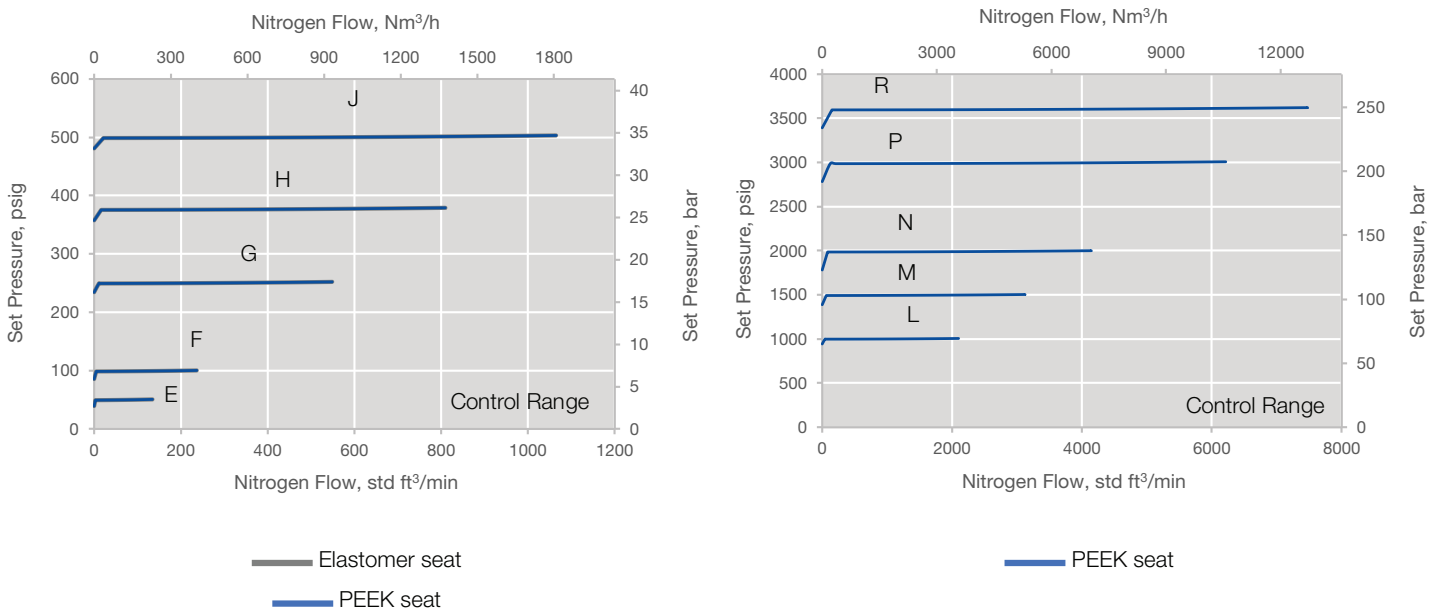 Nitrogen Flow, Nm³/h
0 300 600 900 1200 1500 1800
600
500
400
300
200
100
0
Set Pressure, psig
J
H
G
F
E
Control Range
40
35
30
25
20
15
10
5
0
Set Pressure, bar
0 200 400 600 800 1000 1200
Nitrogen Flow, std ft³/min
Elastomer seat
PEEK seat
Nitrogen Flow, Nm³/h
0 3000 6000 9000 12000
4000
3500
3000
2500
2000
1500
1000
500
0
Set Pressure, psig
R
P
N
M
L
Control Range
250
200
150
100
50
0
Set Pressure, bar
0 2000 4000 6000 8000
Nitrogen Flow, std ft³/min
PEEK seat